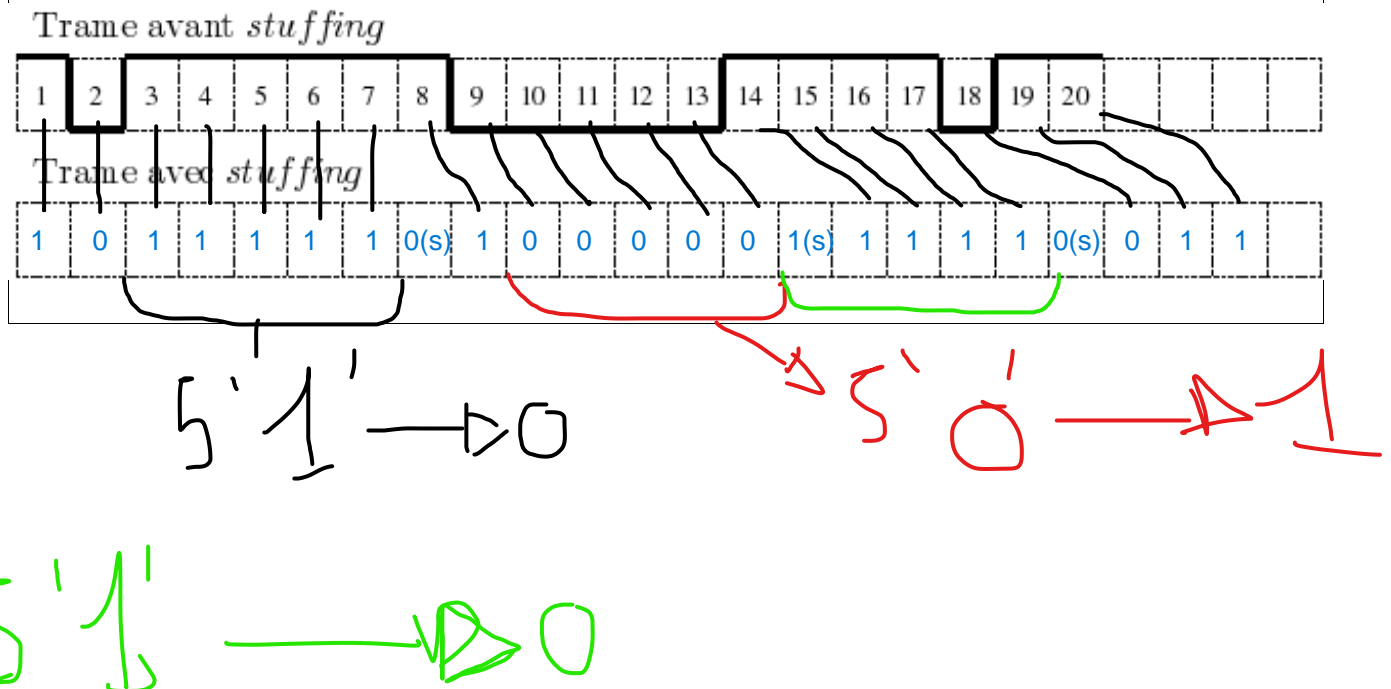 Trame avant stuffing
1 2 3 4 5 6 7 8 9 10 11 12 13 14 15 16 17 18 19 20
Trame avec stuffing
1 0 1 1 1 1 1 0(s) 1 0 0 0 0 0 1(s) 1 1 1 1 0(s) 0 1 1
5 '1' 0 5 '0' 1
5 '1' 0